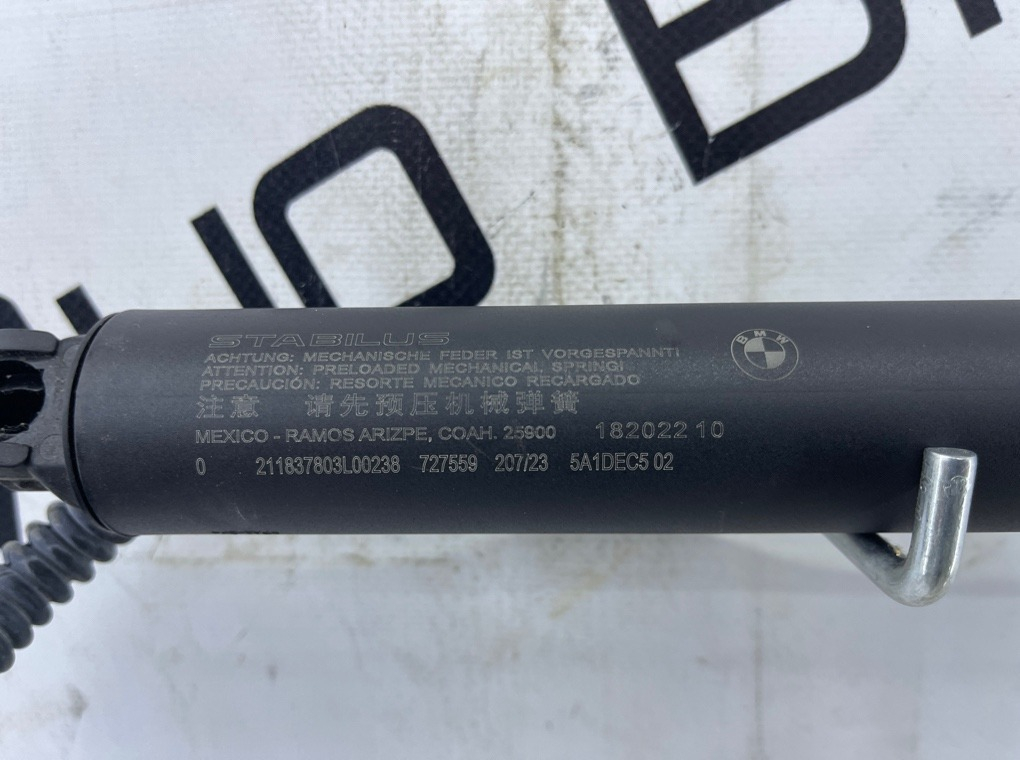 STABILUS
BMW
ACHTUNG: MECHANISCHE FEDER IST VORGESPANNT!
ATTENTION: PRELOADED MECHANICAL SPRING!
PRECAUCIÓN: RESORTE MECANICO RECARGADO
注意 请先预压机械弹簧
MEXICO - RAMOS ARIZPE, COAH. 25900 18202210
0 211837803L00238 727559 207/23 5A1DEC5 02